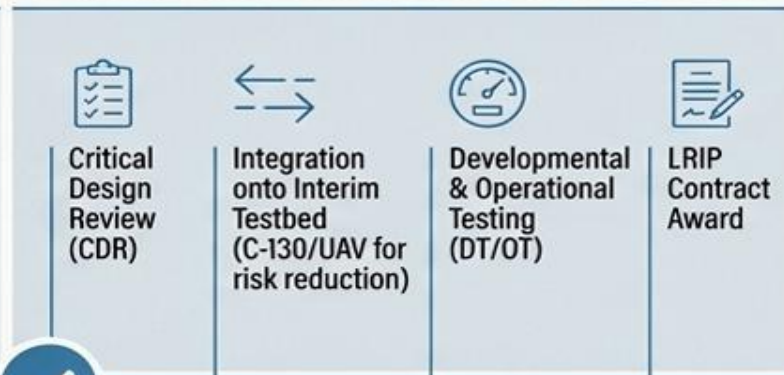 Critical
Design
Review
(CDR)
Integration
onto Interim
Testbed
(C-130/UAV for
risk reduction)
Developmental
& Operational
Testing
(DT/OT)
LRIP
Contract
Award